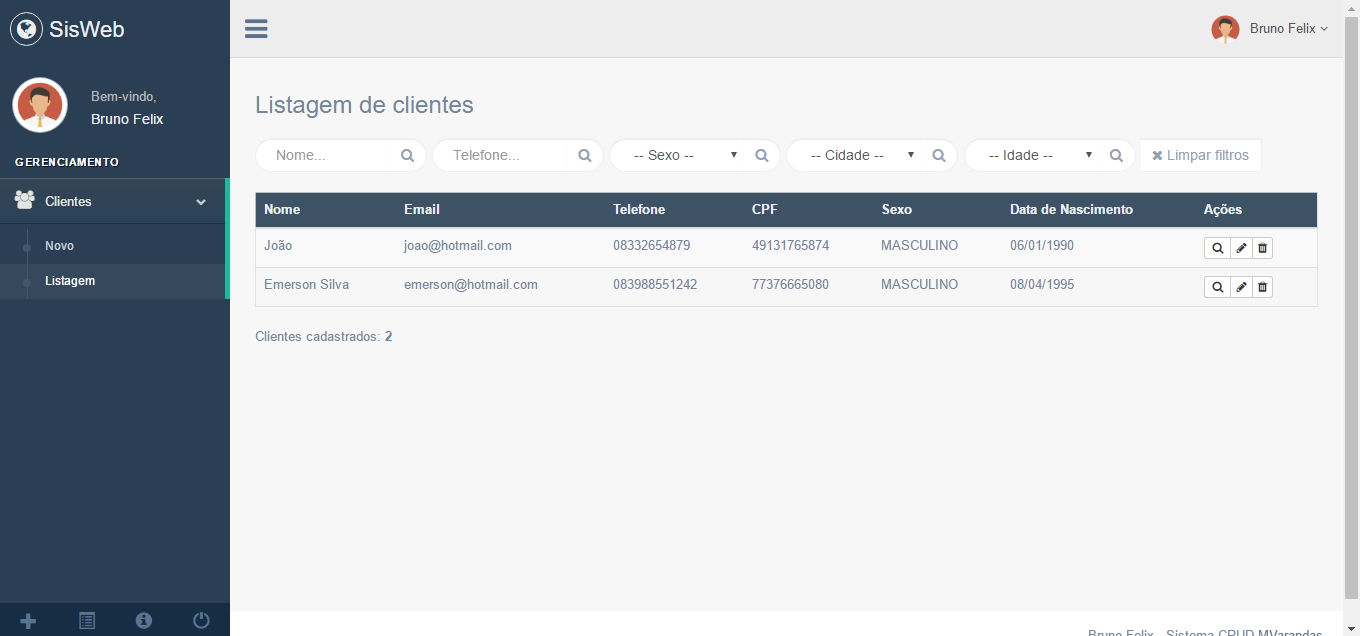 SisWeb
Bruno Felix
Bem-vindo,
Bruno Felix
GERENCIAMENTO
Clientes
Novo
Listagem
Listagem de clientes
Nome... Telefone... -- Sexo -- -- Cidade -- -- Idade -- Limpar filtros
Nome Email Telefone CPF Sexo Data de Nascimento Ações
João joao@hotmail.com 08332654879 49131765874 MASCULINO 06/01/1990
Emerson Silva emerson@hotmail.com 083988551242 77376665080 MASCULINO 08/04/1995
Clientes cadastrados: 2
Bruno Felix - Sistema CRUD MVarandas